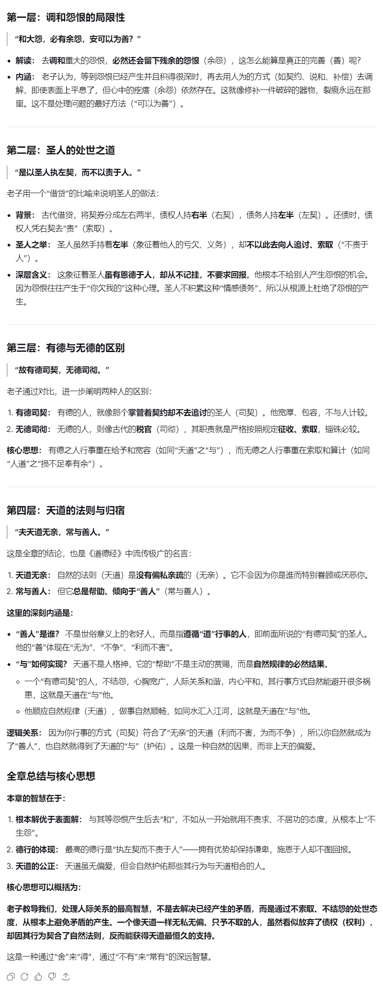 第一层：调和怨恨的局限性
“和大怨，必有余怨，安可以为善？”
解读： 去调和重大的怨恨，必然还会留下残余的怨恨（余怨），这怎么能算是真正的完善（善）呢？
内涵： 老子认为，等到怨恨已经产生并且积得很深时，再去用人为的方式（如契约、说和、补偿）去调
解，即使表面上平息了，但心中的疙瘩（余怨）依然存在。这就像修补一件破碎的器物，裂痕永远在那
里。这不是处理问题的最好方法（“可以为善”）。
第二层：圣人的处世之道
“是以圣人执左契，而不以责于人。”
老子用一个“借贷”的比喻来说明圣人的做法：
背景： 古代借贷，将契券分成左右两半，债权人持右半（右契），债务人持左半（左契）。还债时，债
权人凭右契去“责”（索取）。
圣人之举： 圣人虽然手持着左半（象征着他人的亏欠、义务），却不以此去向人追讨、索取（“不责于
人”）。
深层含义： 这象征着圣人虽有恩德于人，却从不记挂，不要求回报。他根本不给别人产生怨恨的机会。
因为怨恨往往产生于“你欠我的”这种心理。圣人不积累这种“情感债务”，所以从根源上杜绝了怨恨的产
生。
第三层：有德与无德的区别
“故有德司契，无德司彻。”
老子通过对比，进一步阐明两种人的区别：
1. 有德司契： 有德的人，就像那个掌管着契约却不去追讨的圣人（司契）。他宽厚、包容，不与人计较。
2. 无德司彻： 无德的人，则像古代的税官（司彻），其职责就是严格按照规定征收、索取，锱铢必较。
核心思想： 有德之人行事重在给予和宽容（如同“天道”之“与”），而无德之人行事重在索取和算计（如同
“人道”之“损不足奉有余”）。
第四层：天道的法则与归宿
“夫天道无亲，常与善人。”
这是全章的结论，也是《道德经》中流传极广的名言：
1. 天道无亲： 自然的法则（天道）是没有偏私亲疏的（无亲）。它不会因为你是谁而特别眷顾或厌恶你。
2. 常与善人： 但它总是帮助、倾向于“善人”（常与善人）。
这里的深刻内涵是：
“善人”是谁？ 不是世俗意义上的老好人，而是指遵循“道”行事的人，即前面所说的“有德司契”的圣人。
他的“善”体现在“无为”、“不争”、“利而不害”。
“与”如何实现？ 天道不是人格神，它的“帮助”不是主动的赏赐，而是自然规律的必然结果。
一个“有德司契”的人，不结怨，心胸宽广，人际关系和谐，内心平和，其行事方式自然能避开很多祸
患，这就是天道在“与”他。
他顺应自然规律（天道），做事自然顺畅，如同水汇入江河，这就是天道在“与”他。
逻辑关系： 因为你行事的方式（司契）符合了“无亲”的天道（利而不害，为而不争），所以你自然就成为
了“善人”，也自然就得到了天道的“与”（护佑）。这是一种自然的因果，而非上天的偏爱。
全章总结与核心思想
本章的智慧在于：
1. 根本解优于表面解： 与其等怨恨产生后去“和”，不如从一开始就用不责求、不居功的态度，从根本上“不
生怨”。
2. 德行的体现： 最高的德行是“执左契而不责于人”——拥有优势却保持谦卑，施恩于人却不图回报。
3. 天道的公正： 天道虽无偏爱，但会自然护佑那些其行为与天道相合的人。
核心思想可以概括为：
老子教导我们，处理人际关系的最高智慧，不是去解决已经产生的矛盾，而是通过不索取、不结怨的处世态
度，从根本上避免矛盾的产生。一个像天道一样无私无偏、只予不取的人，虽然看似放弃了债权（权利），
却因其行为契合了自然法则，反而能获得天道最恒久的支持。
这是一种通过“舍”来“得”，通过“不有”来“常有”的深远智慧。